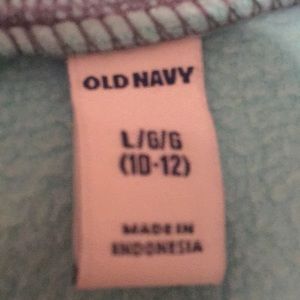 OLD NAVY
L/G/G
(10-12)
MADE IN
INDONESIA